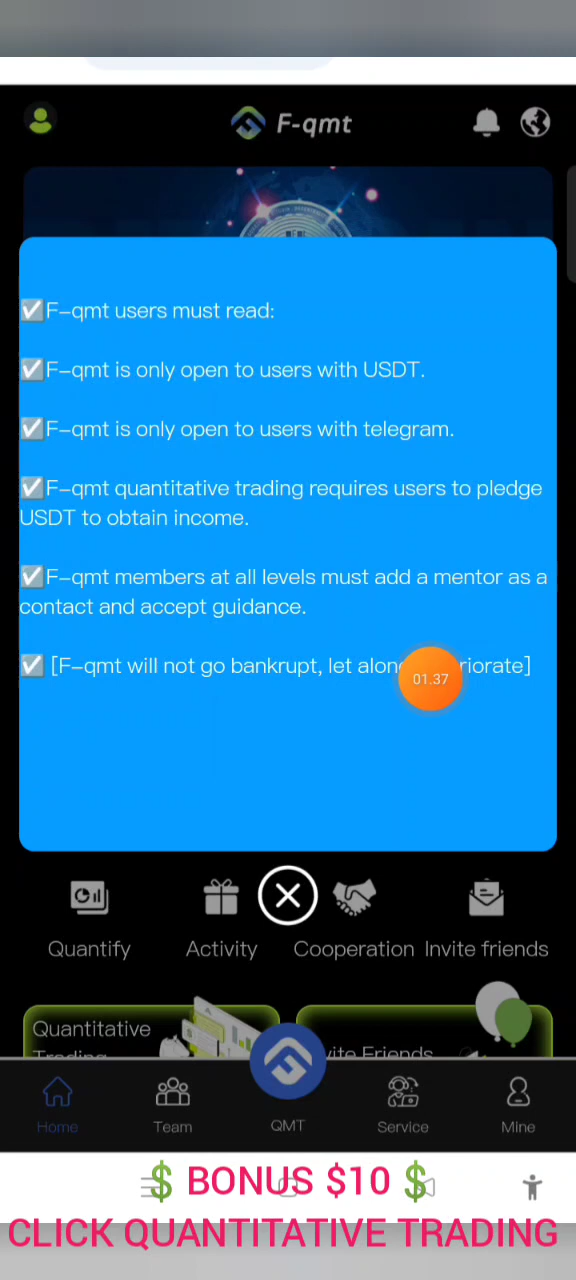 F-qmt
F-qmt users must read:
F-qmt is only open to users with USDT.
F-qmt is only open to users with telegram.
F-qmt quantitative trading requires users to pledge
USDT to obtain income.
F-qmt members at all levels must add a mentor as a
contact and accept guidance.
[F-qmt will not go bankrupt, let riorate]
01.37
Quantify
Activity
Cooperation
Invite friends
Quantitative
Trading
Friends
Home
Team
QMT
Service
Mine
$ BONUS $10 $
CLICK QUANTITATIVE TRADING